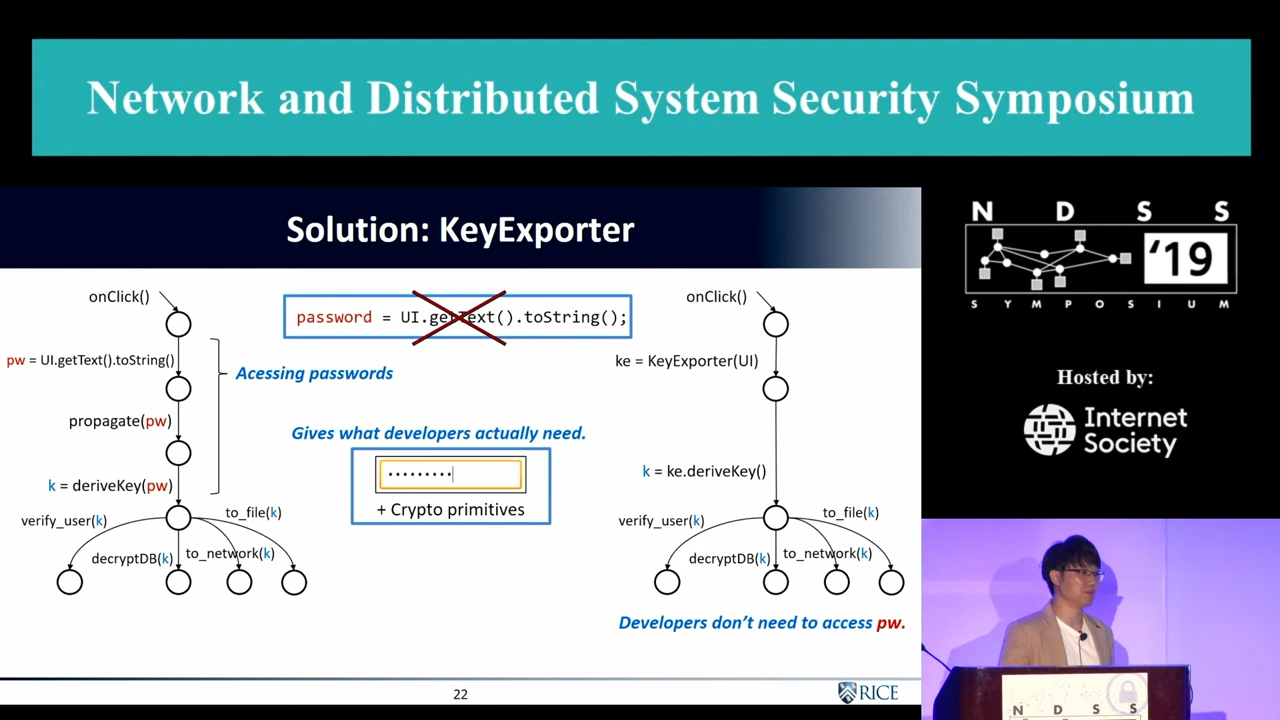 Network and Distributed System Security Symposium
Solution: KeyExporter
onClick()
pw = UI.getText().toString()
propagate(pw)
k = deriveKey(pw)
verify_user(k)
decryptDB(k)
to_network(k)
to_file(k)
Acessing passwords
password = UI.getText().toString();
Gives what developers actually need.
+ Crypto primitives
onClick()
ke = KeyExporter(UI)
k = ke.deriveKey()
verify_user(k)
decryptDB(k)
to_network(k)
to_file(k)
Developers don't need to access pw.
22
RICE
N D S S
'19
S Y M P O S I U M
Hosted by:
Internet
Society
N D S S